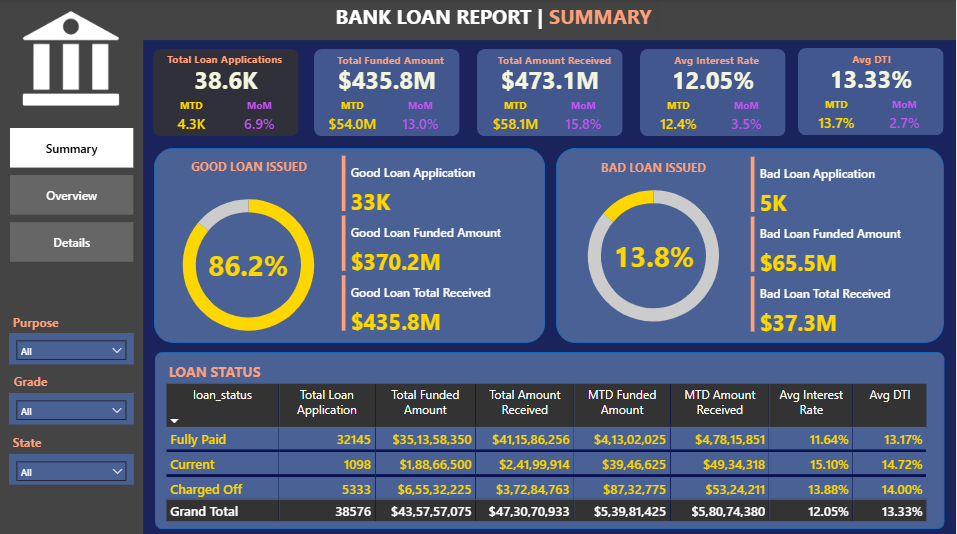 BANK LOAN REPORT | SUMMARY
Total Loan Applications
38.6K
MTD MoM
4.3K 6.9%
Total Funded Amount
$435.8M
MTD MoM
$54.0M 13.0%
Total Amount Received
$473.1M
MTD MoM
$58.1M 15.8%
Avg Interest Rate
12.05%
MTD MoM
12.4% 3.5%
Avg DTI
13.33%
MTD MoM
13.7% 2.7%
Summary
Overview
Details
Purpose
All
Grade
All
State
All
GOOD LOAN ISSUED
86.2%
Good Loan Application
33K
Good Loan Funded Amount
$370.2M
Good Loan Total Received
$435.8M
BAD LOAN ISSUED
13.8%
Bad Loan Application
5K
Bad Loan Funded Amount
$65.5M
Bad Loan Total Received
$37.3M
LOAN STATUS
loan_status Total Loan Application Total Funded Amount Total Amount Received MTD Funded Amount MTD Amount Received Avg Interest Rate Avg DTI
Fully Paid 32145 $35,13,58,350 $41,15,86,256 $4,13,02,025 $4,78,15,851 11.64% 13.17%
Current 1098 $1,88,66,500 $2,41,99,914 $39,46,625 $49,34,318 15.10% 14.72%
Charged Off 5333 $6,55,32,225 $3,72,84,763 $87,32,775 $53,24,211 13.88% 14.00%
Grand Total 38576 $43,57,57,075 $47,30,70,933 $5,39,81,425 $5,80,74,380 12.05% 13.33%